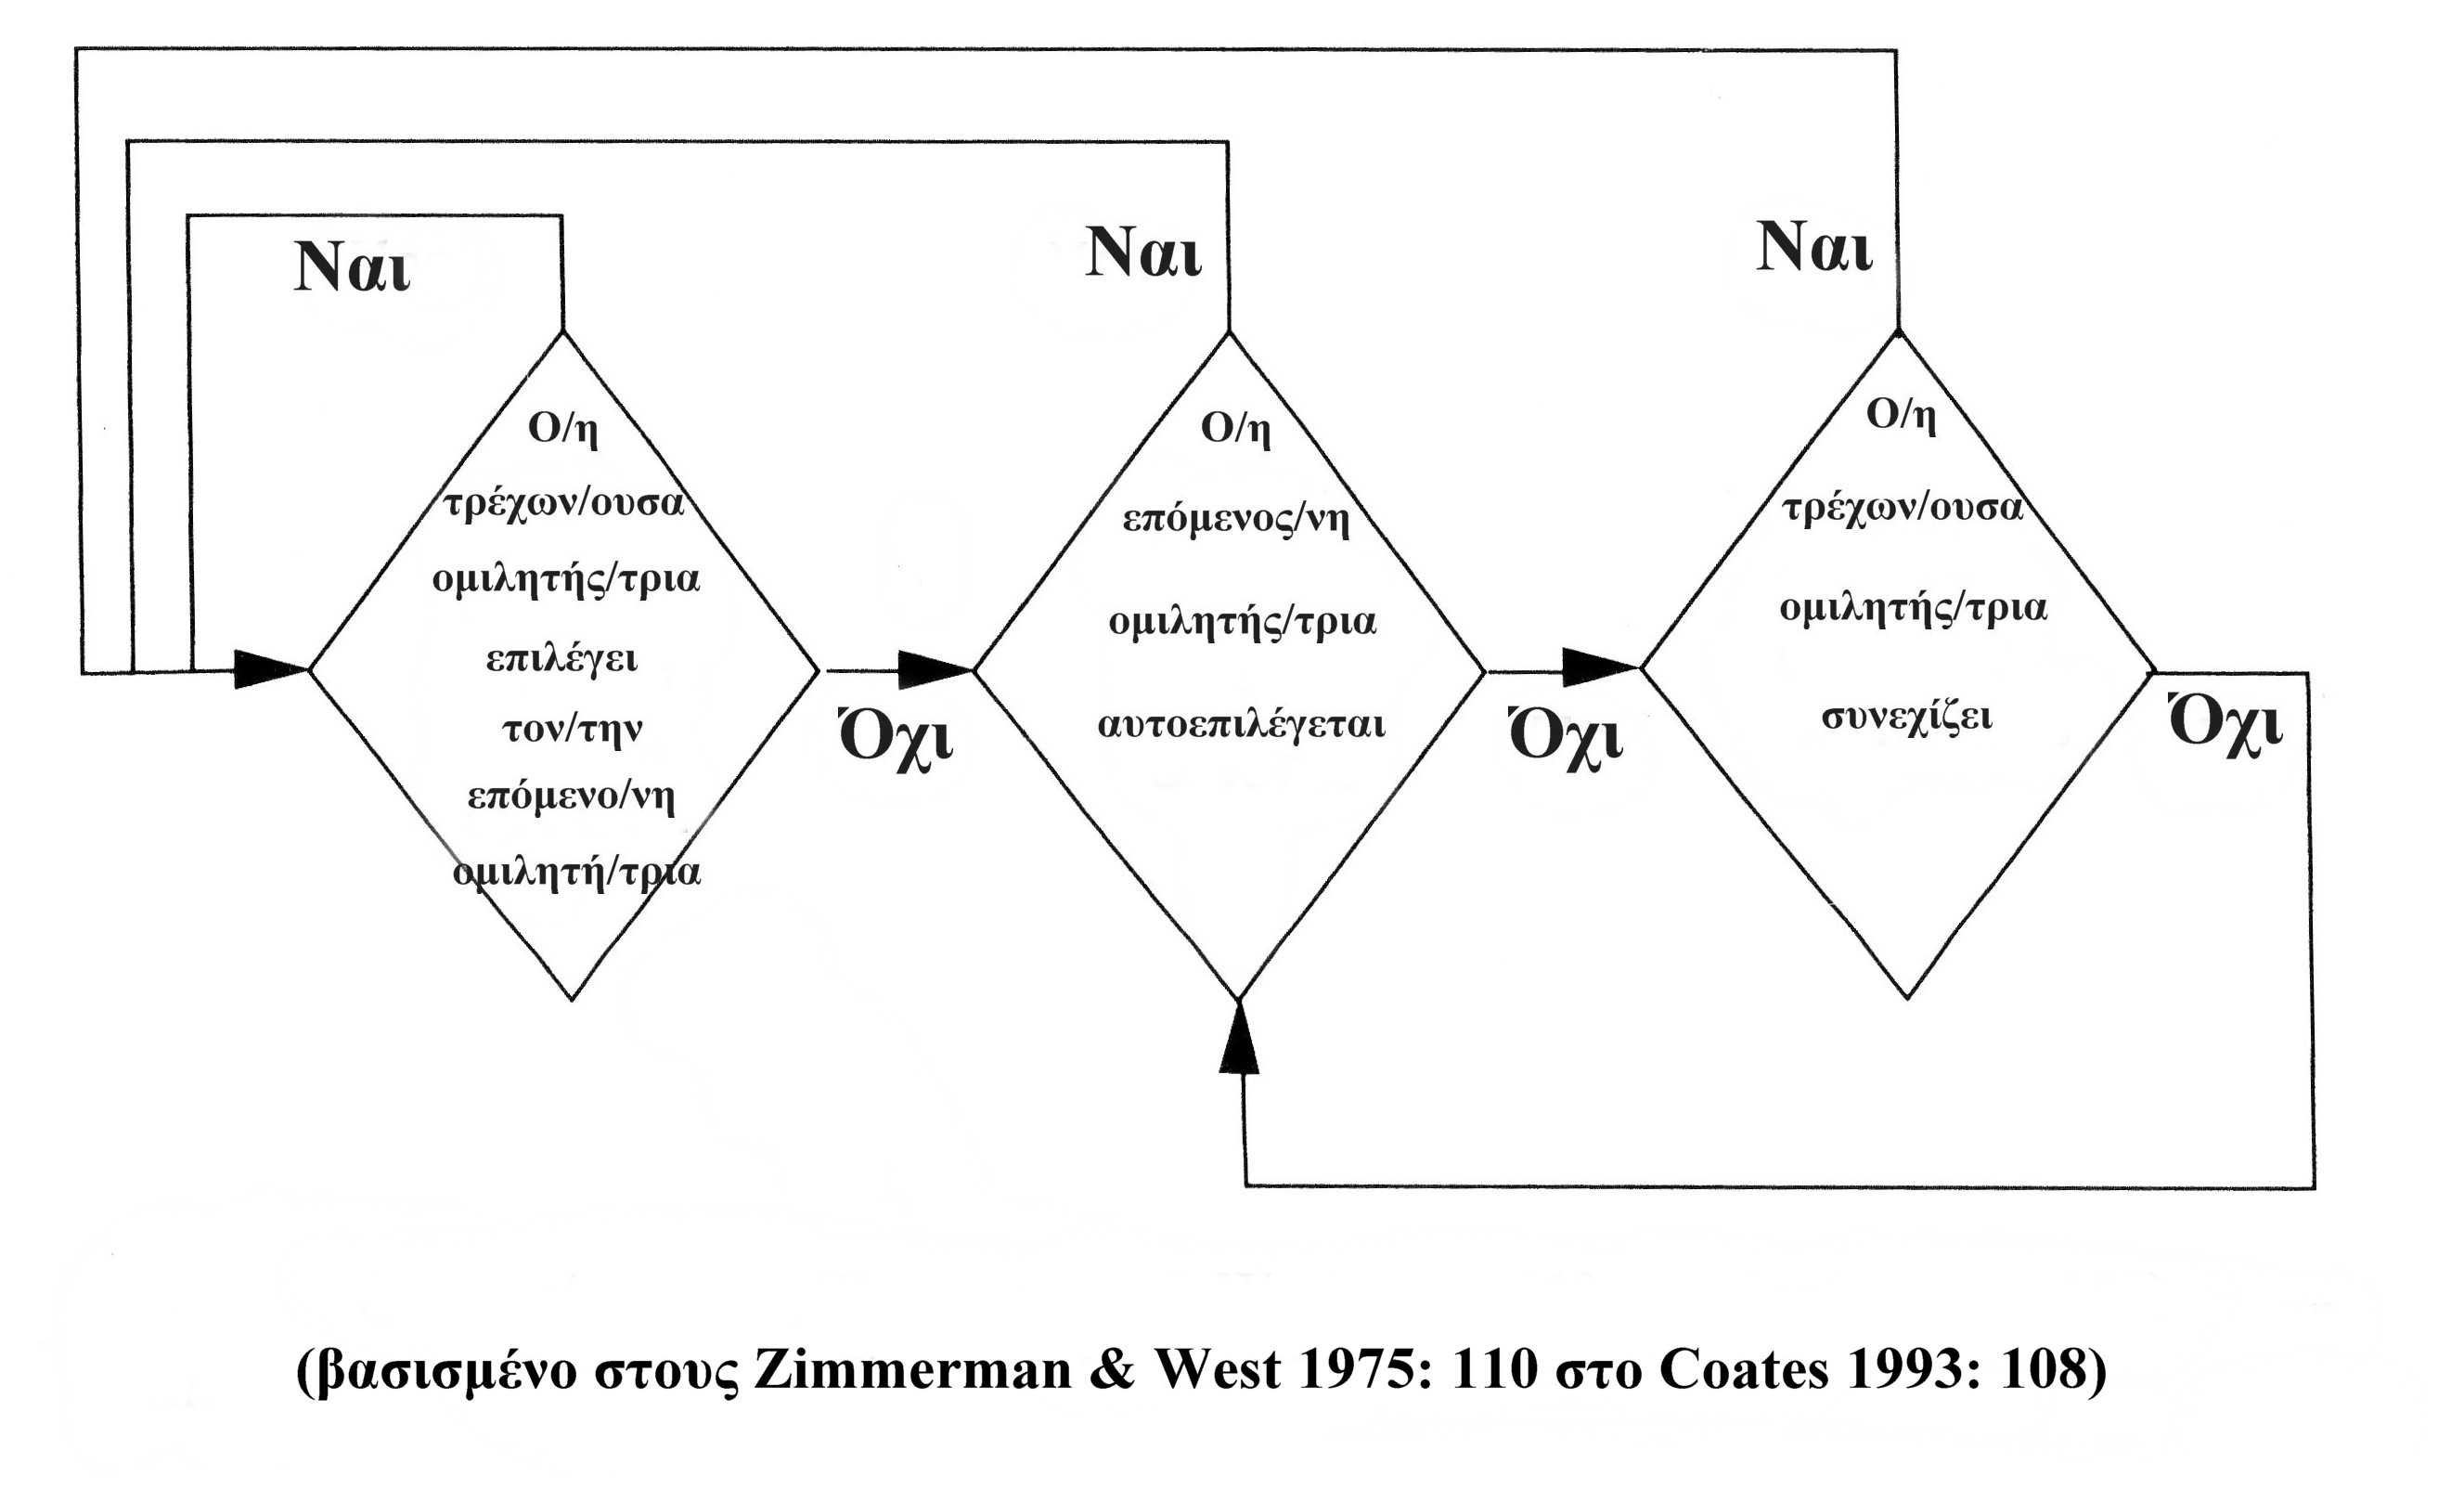 Ναι
Ναι
Ναι
Ο/η
τρέχων/ουσα
ομιλητής/τρια
επιλέγει
τον/την
επόμενο/νη
ομιλητή/τρια
Όχι
Ο/η
επόμενος/νη
ομιλητής/τρια
αυτοεπιλέγεται
Όχι
Ο/η
τρέχων/ουσα
ομιλητής/τρια
συνεχίζει
Όχι
(βασισμένο στους Zimmerman & West 1975: 110 στο Coates 1993: 108)